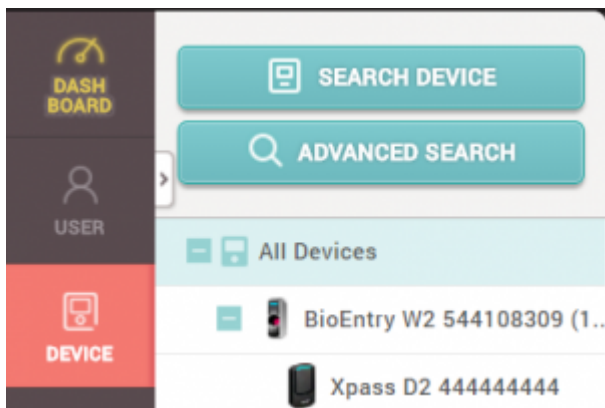 DASH
BOARD
USER
DEVICE
SEARCH DEVICE
ADVANCED SEARCH
All Devices
BioEntry W2 544108309 (1..
Xpass D2 444444444